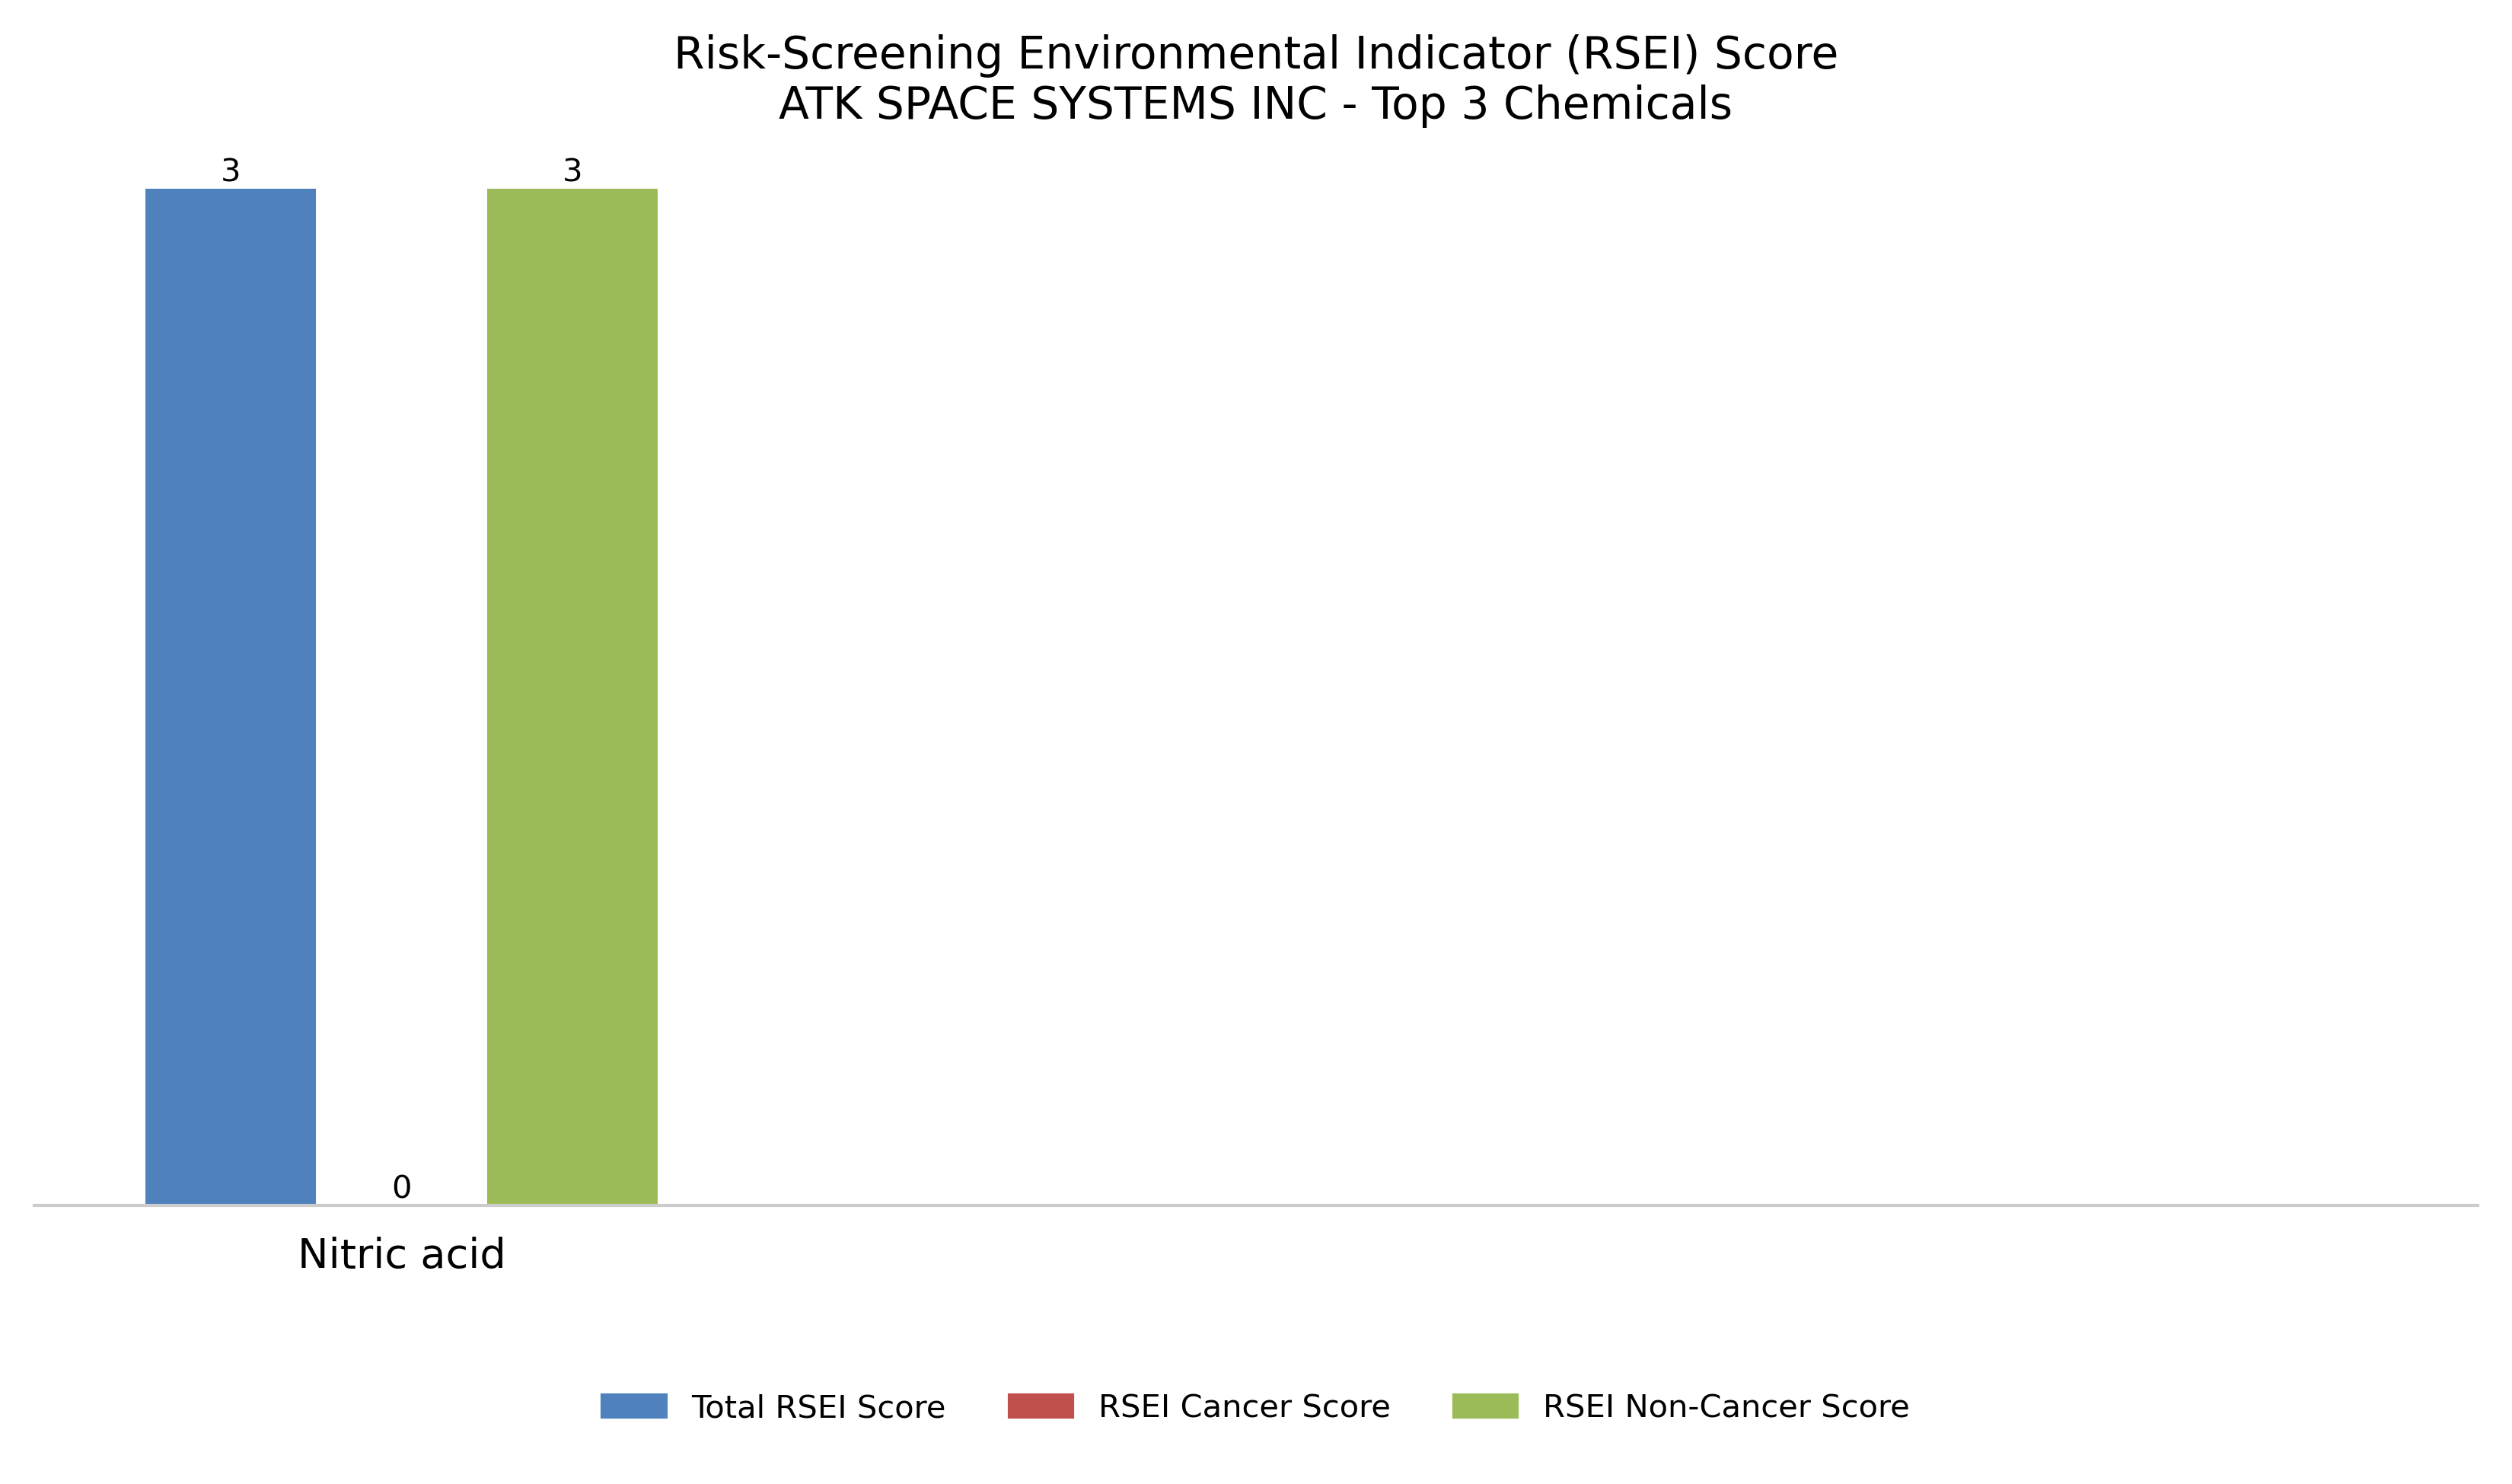 Risk-Screening Environmental Indicator (RSEI) Score
ATK SPACE SYSTEMS INC - Top 3 Chemicals
3
3
0
Nitric acid
Total RSEI Score
RSEI Cancer Score
RSEI Non-Cancer Score